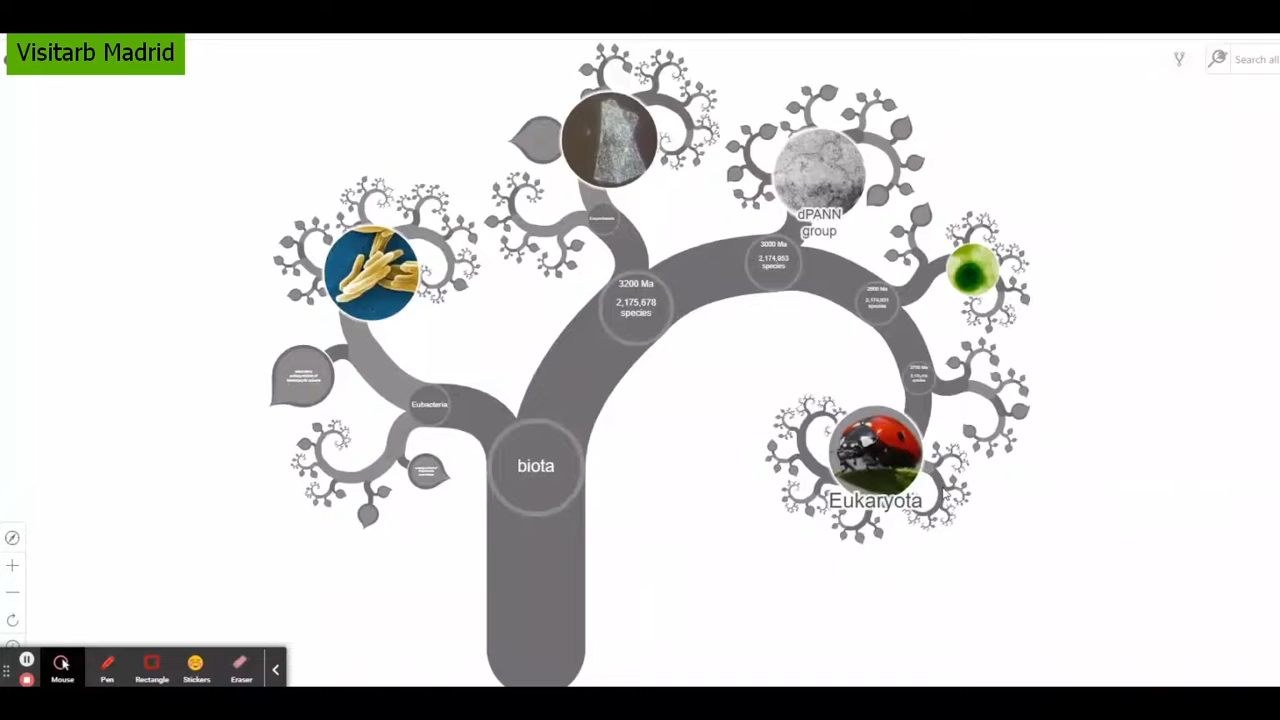 Visitarb Madrid
Search all
dPANN
group
3000 Ma
2,174,953
species
3200 Ma
2,175,678
species
Eubacteria
biota
Eukaryota
Mouse
Pen
Rectangle
Stickers
Eraser